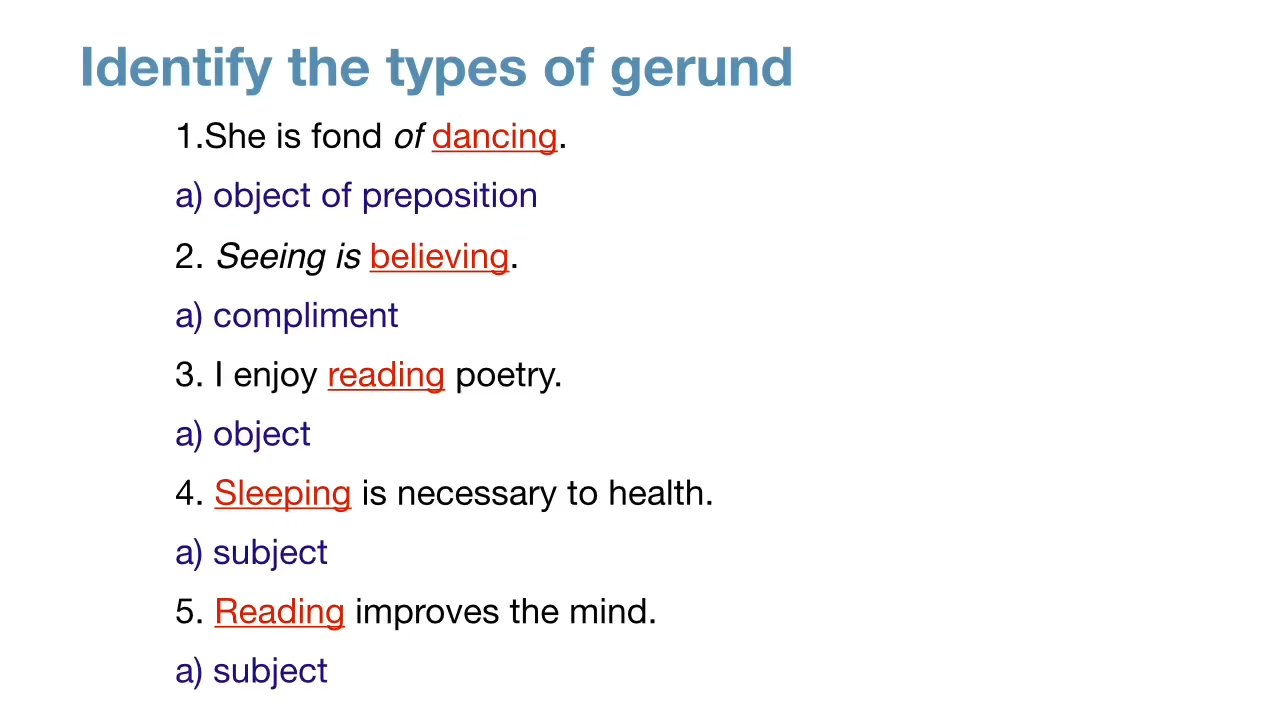 Identify the types of gerund
1.She is fond of dancing.
a) object of preposition
2. Seeing is believing.
a) compliment
3. I enjoy reading poetry.
a) object
4. Sleeping is necessary to health.
a) subject
5. Reading improves the mind.
a) subject